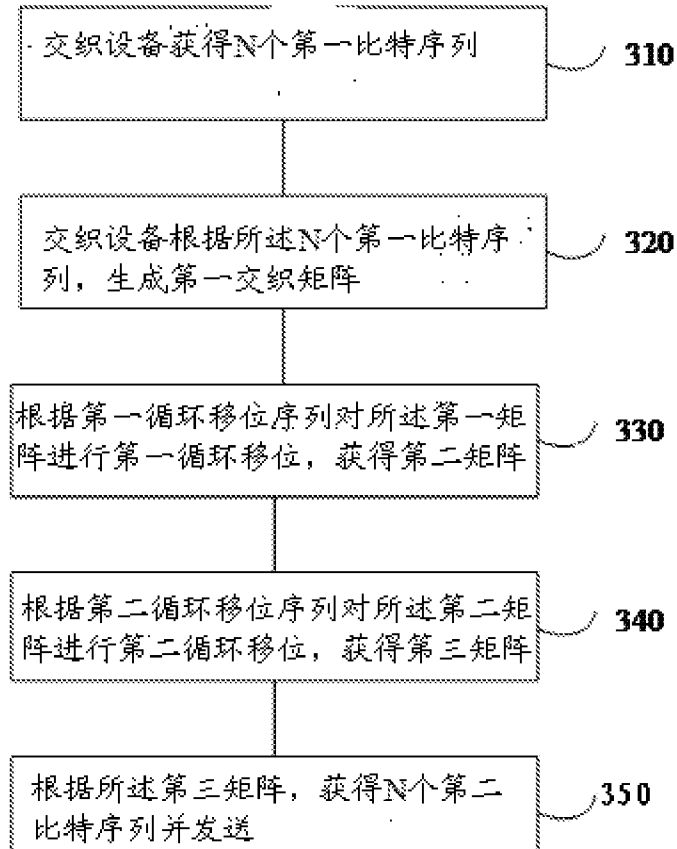 交织设备获得N个第一比特序列
310
交织设备根据所述N个第一比特序
列，生成第一交织矩阵
320
根据第一循环移位序列对所述第一矩
阵进行第一循环移位，获得第二矩阵
330
根据第二循环移位序列对所述第二矩
阵进行第二循环移位，获得第三矩阵
340
根据所述第三矩阵，获得N个第二
比特序列并发送
350